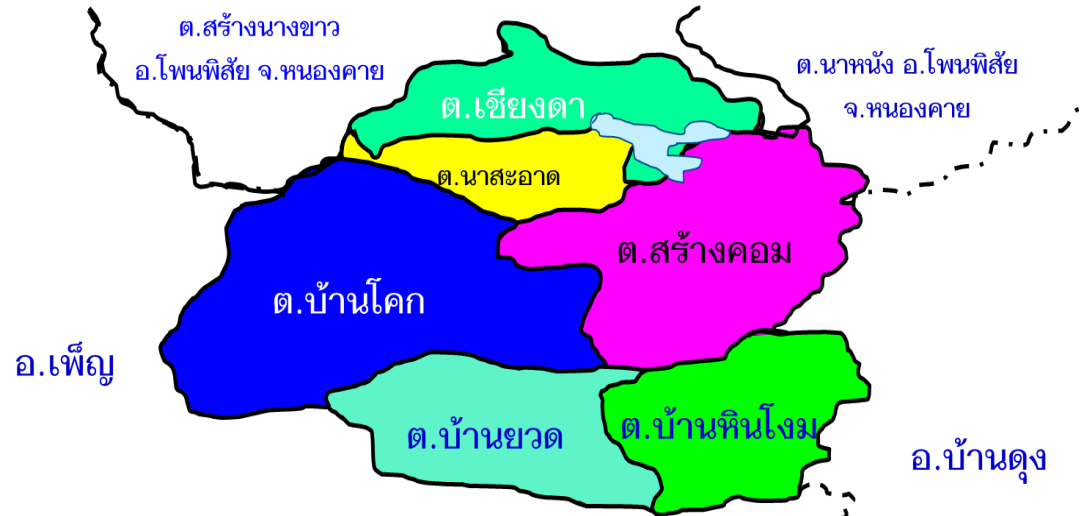 ต.สร้างนางขาว
อ.โพนพิสัย จ.หนองคาย
ต.นาหนัง อ.โพนพิสัย
จ.หนองคาย
ต.เชียงดา
ต.นาสะอาด
ต.สร้างคอม
ต.บ้านโคก
อ.เพ็ญ
ต.บ้านยวด
ต.บ้านหินโงม
อ.บ้านดุง